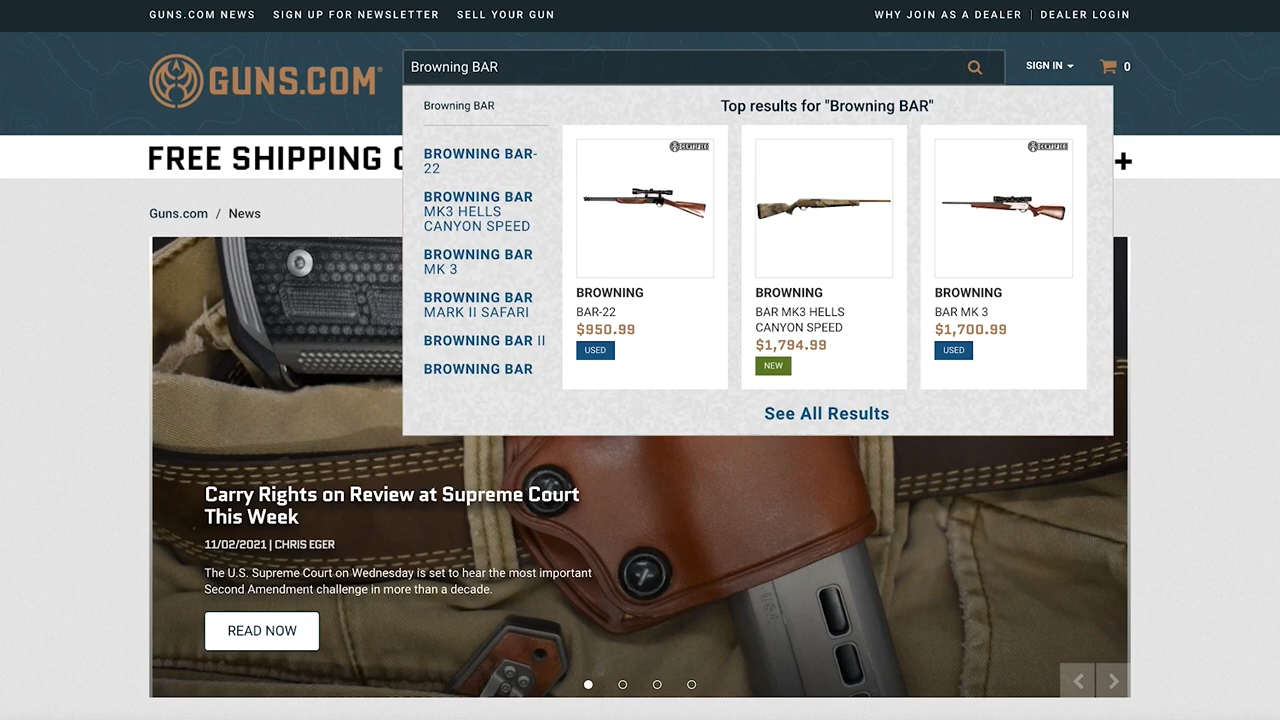 GUNS.COM NEWS SIGN UP FOR NEWSLETTER SELL YOUR GUN WHY JOIN AS A DEALER | DEALER LOGIN
GUNS.COM®
Browning BAR
SIGN IN
0
FREE SHIPPING
+
Browning BAR
BROWNING BAR-
22
BROWNING BAR
MK3 HELLS
CANYON SPEED
BROWNING BAR
MK 3
BROWNING BAR
MARK II SAFARI
BROWNING BAR II
BROWNING BAR
Top results for "Browning BAR"
CERTIFIED
BROWNING
BAR-22
$950.99
USED
BROWNING
BAR MK3 HELLS
CANYON SPEED
$1,794.99
NEW
CERTIFIED
BROWNING
BAR MK 3
$1,700.99
USED
See All Results
Guns.com / News
Carry Rights on Review at Supreme Court
This Week
11/02/2021 | CHRIS EGER
The U.S. Supreme Court on Wednesday is set to hear the most important
Second Amendment challenge in more than a decade.
READ NOW